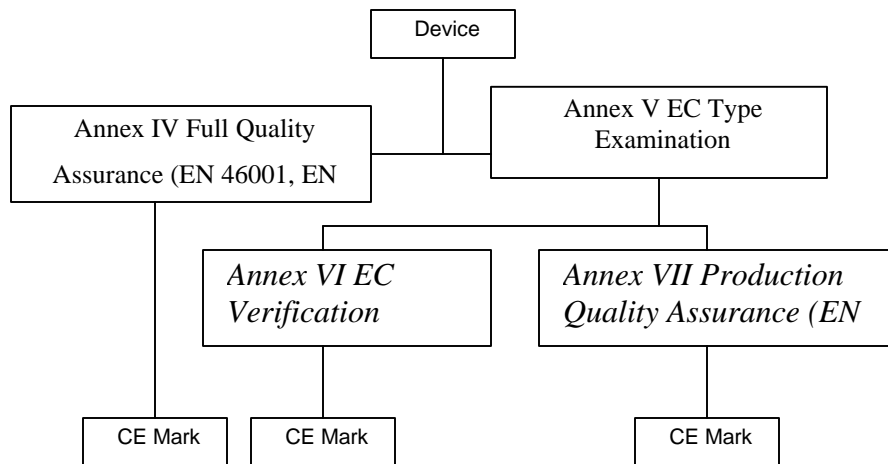 Device
Annex IV Full Quality
Assurance (EN 46001, EN
Annex V EC Type
Examination
Annex VI EC
Verification
Annex VII Production
Quality Assurance (EN
CE Mark
CE Mark
CE Mark